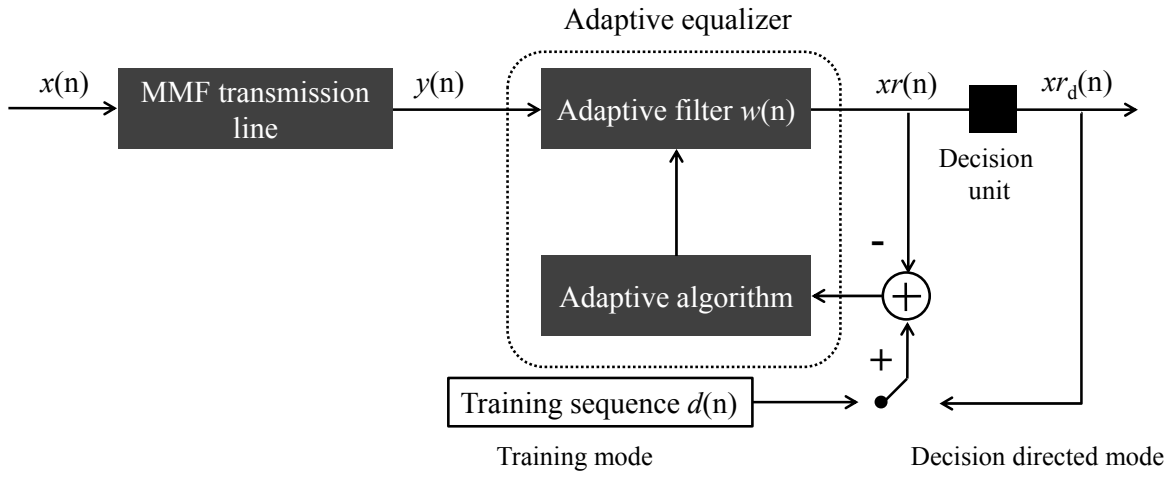 Adaptive equalizer
x(n)
MMF transmission
line
y(n)
Adaptive filter w(n)
xr(n)
xr_d(n)
Decision
unit
-
Adaptive algorithm
+
+
Training sequence d(n)
Training mode
Decision directed mode